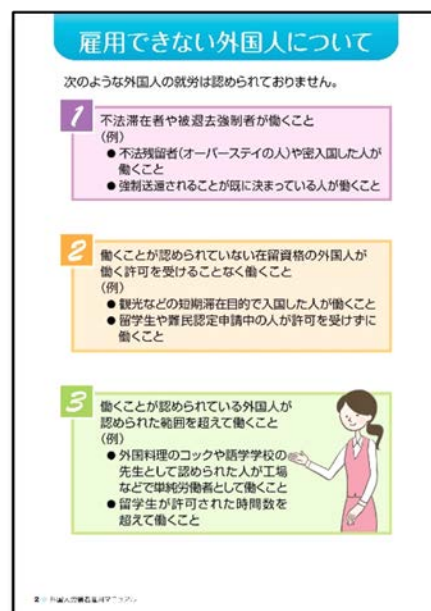 雇用できない外国人について
次のような外国人の就労は認められておりません。
1
不法滞在者や被退去強制者が働くこと
(例)
●不法残留者(オーバーステイの人)や密入国した人が
働くこと
●強制送還されることが既に決まっている人が働くこと
2
働くことが認められていない在留資格の外国人が
働く許可を受けることなく働くこと
(例)
●観光などの短期滞在目的で入国した人が働くこと
●留学生や難民認定申請中の人が許可を受けずに
働くこと
3
働くことが認められている外国人が
認められた範囲を超えて働くこと
(例)
●外国料理のコックや語学学校の
先生として認められた人が工場
などで単純労働者として働くこと
●留学生が許可された時間数を
超えて働くこと
2 外国人労働者雇用マニュアル